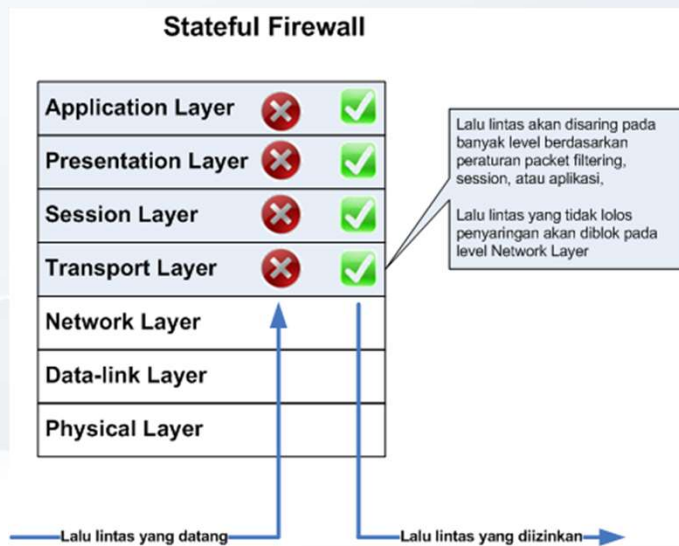 Stateful Firewall
Application Layer
Presentation Layer
Session Layer
Transport Layer
Network Layer
Data-link Layer
Physical Layer
Lalu lintas akan disaring pada
banyak level berdasarkan
peraturan packet filtering,
session, atau aplikasi,
Lalu lintas yang tidak lolos
penyaringan akan diblok pada
level Network Layer
Lalu lintas yang datang
Lalu lintas yang diizinkan